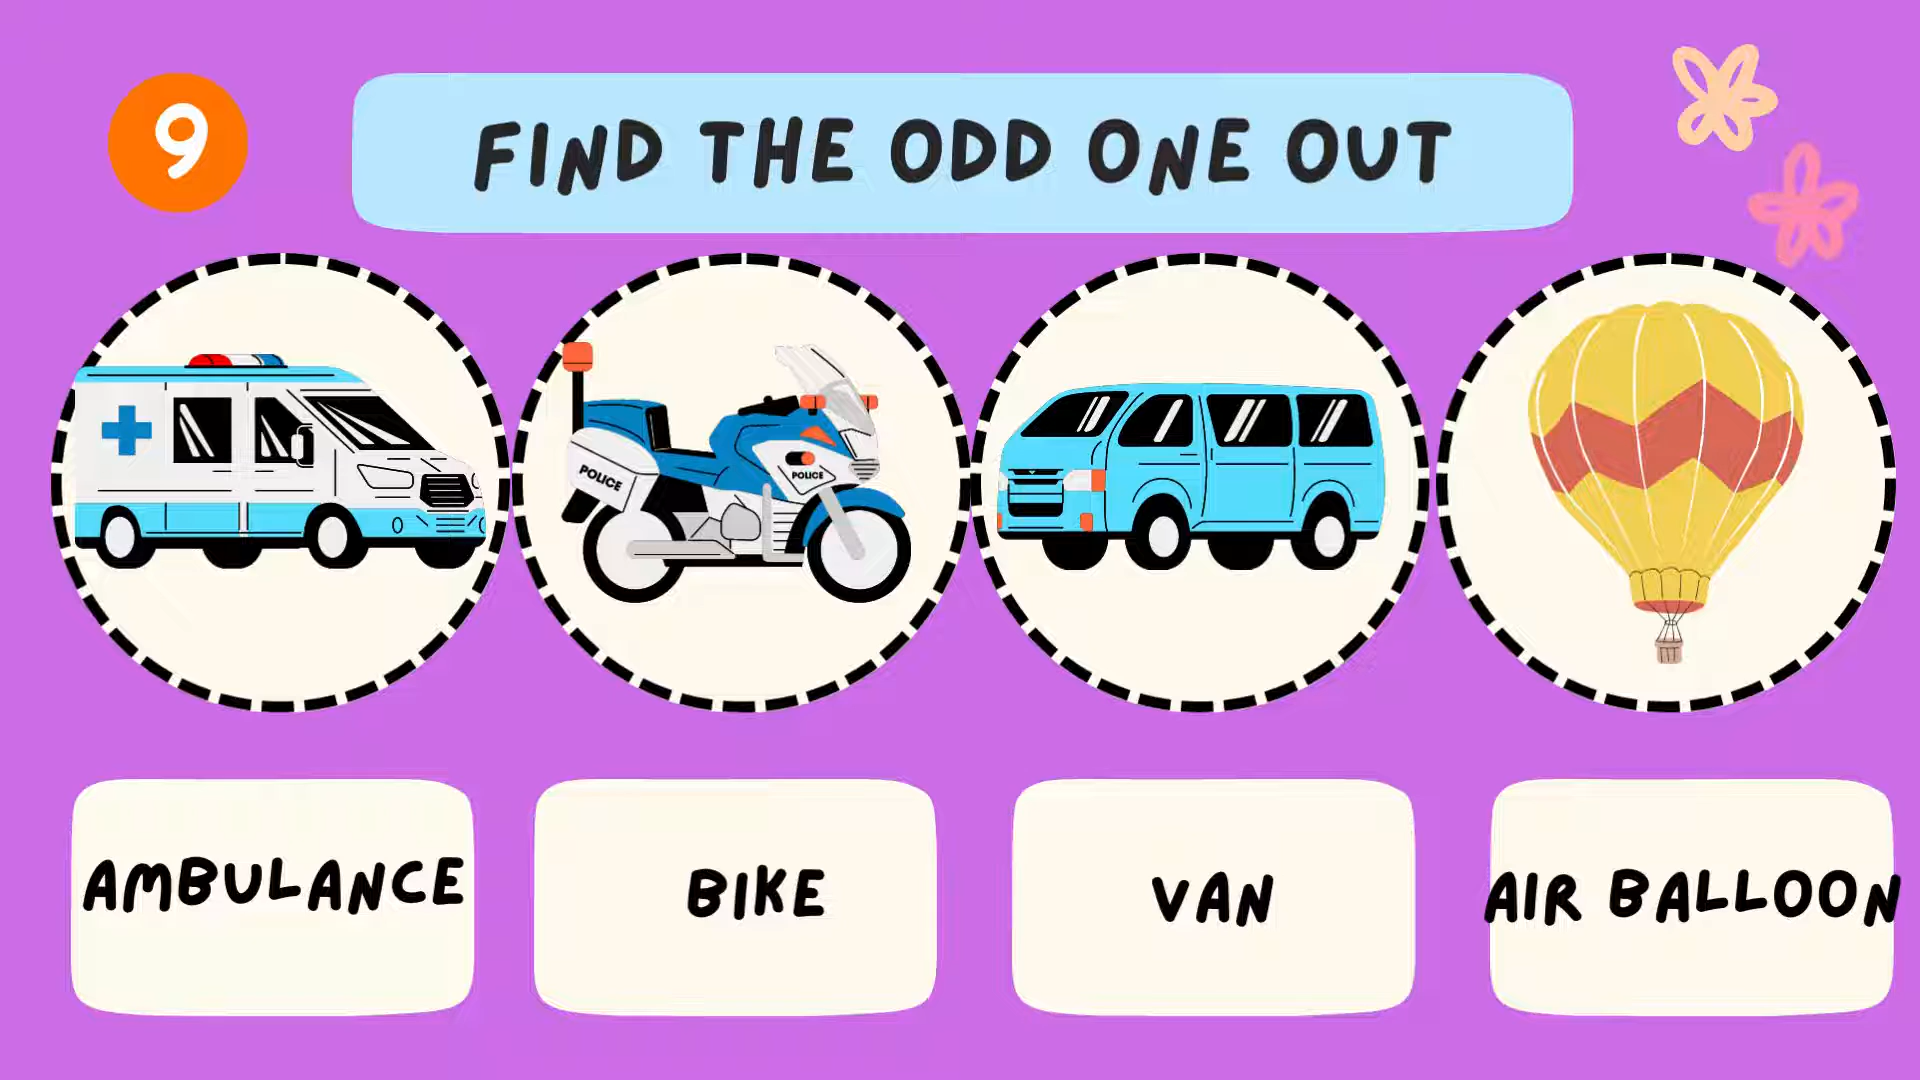 9
FIND THE ODD ONE OUT
POLICE
POLICE
AMBULANCE
BIKE
VAN
AIR BALLOON